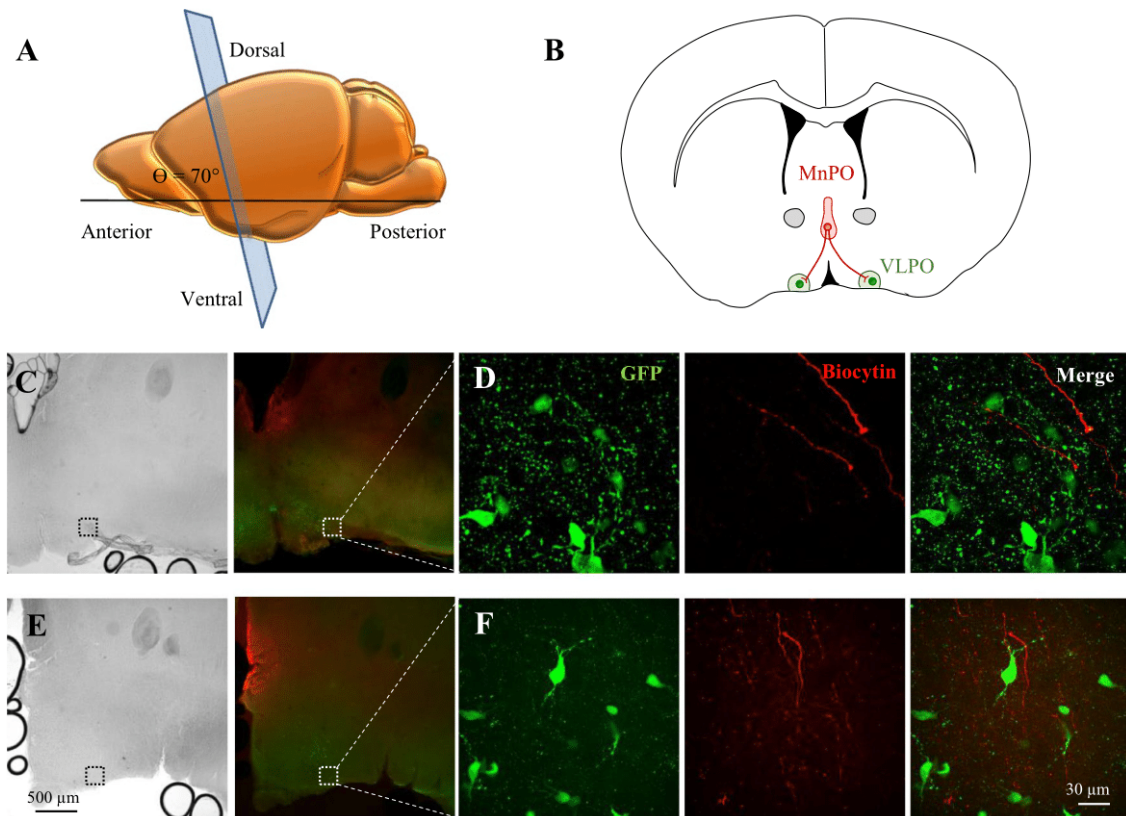 A
Dorsal
Ɵ = 70°
Anterior
Posterior
Ventral
B
MnPO
VLPO
C
D
GFP
Biocytin
Merge
E
500 µm
F
30 µm